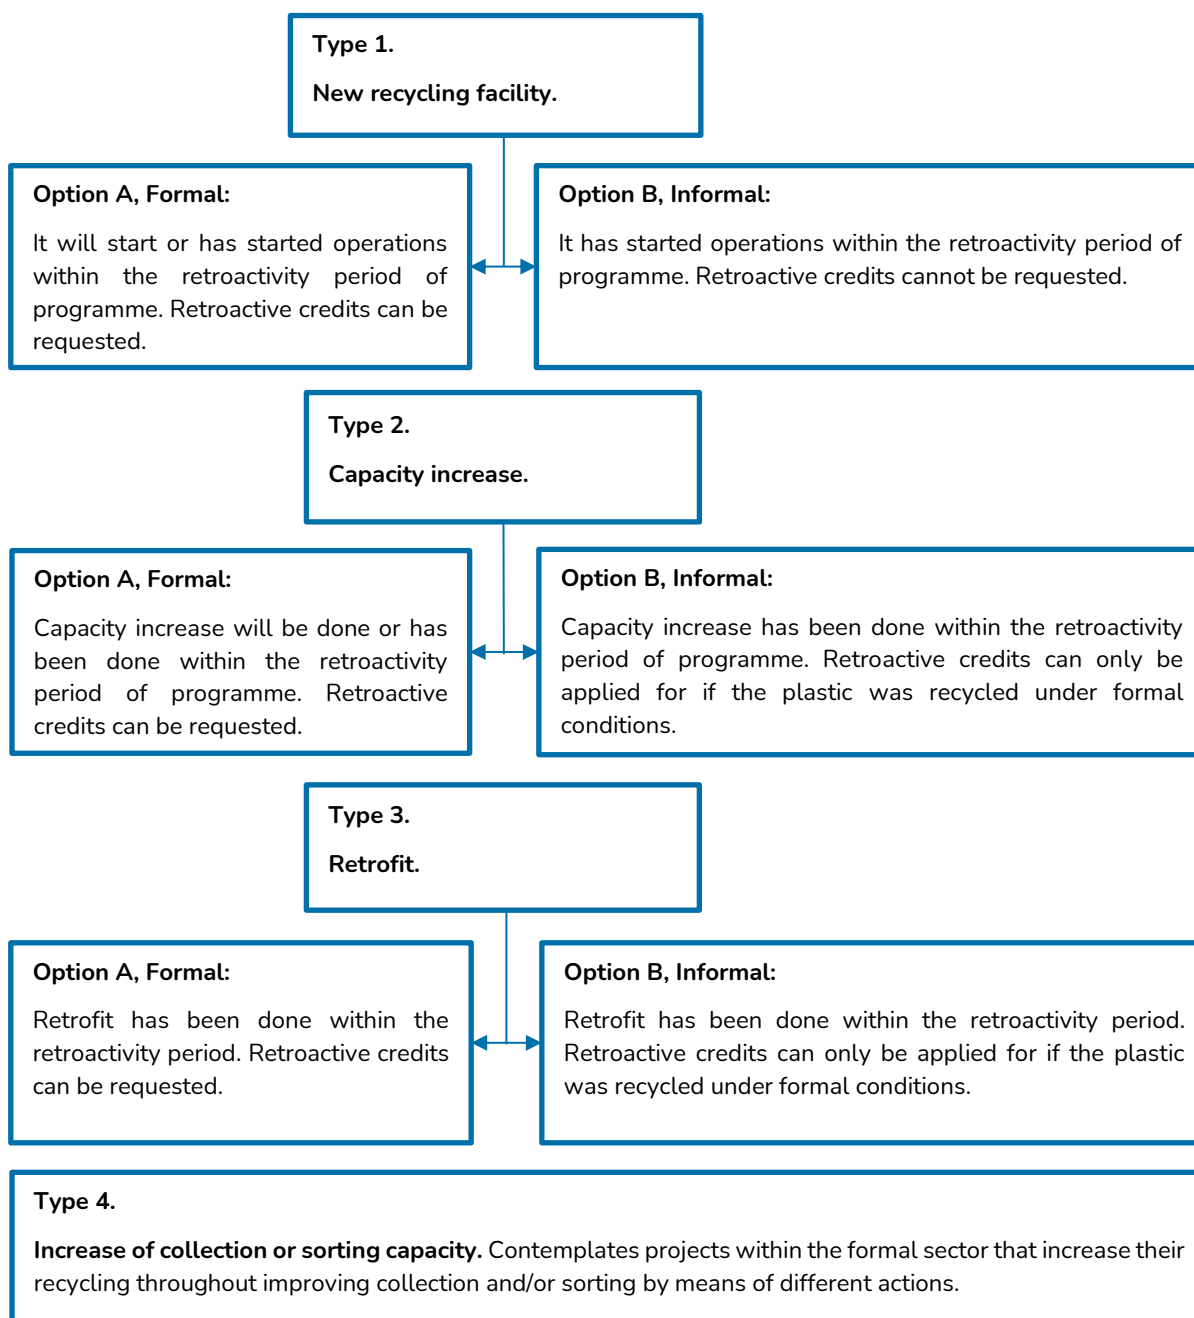 Type 1.
New recycling facility.
Option A, Formal:
It will start or has started operations
within the retroactivity period of
programme. Retroactive credits can be
requested.
Option B, Informal:
It has started operations within the retroactivity period of
programme. Retroactive credits cannot be requested.
Type 2.
Capacity increase.
Option A, Formal:
Capacity increase will be done or has
been done within the retroactivity
period of programme. Retroactive
credits can be requested.
Option B, Informal:
Capacity increase has been done within the retroactivity
period of programme. Retroactive credits can only be
applied for if the plastic was recycled under formal
conditions.
Type 3.
Retrofit.
Option A, Formal:
Retrofit has been done within the
retroactivity period. Retroactive credits
can be requested.
Option B, Informal:
Retrofit has been done within the retroactivity period.
Retroactive credits can only be applied for if the plastic
was recycled under formal conditions.
Type 4.
Increase of collection or sorting capacity. Contemplates projects within the formal sector that increase their
recycling throughout improving collection and/or sorting by means of different actions.